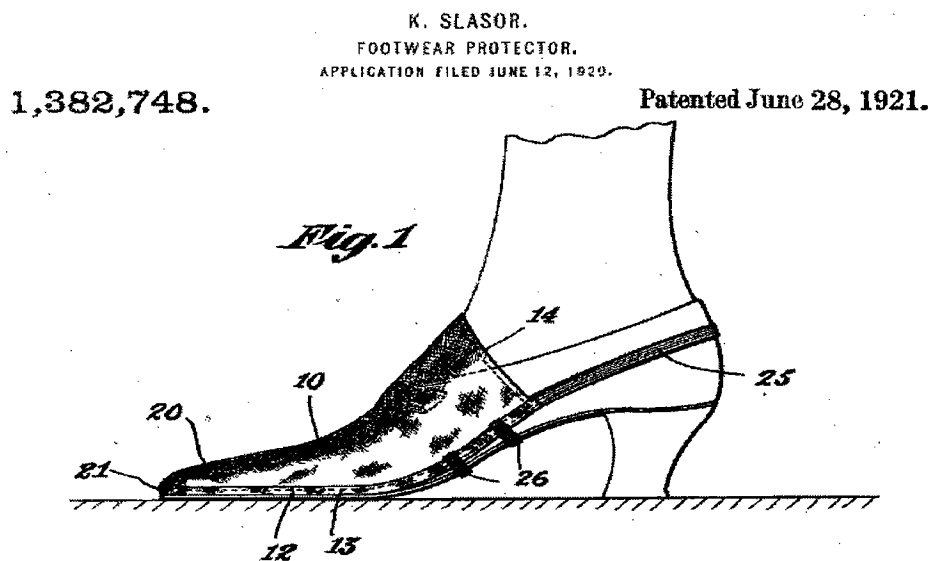 K. SLASOR.
FOOTWEAR PROTECTOR.
APPLICATION FILED JUNE 12, 1920.
1,382,748.
Patented June 28, 1921.
Fig. 1
14
10
25
20
21
26
12
13